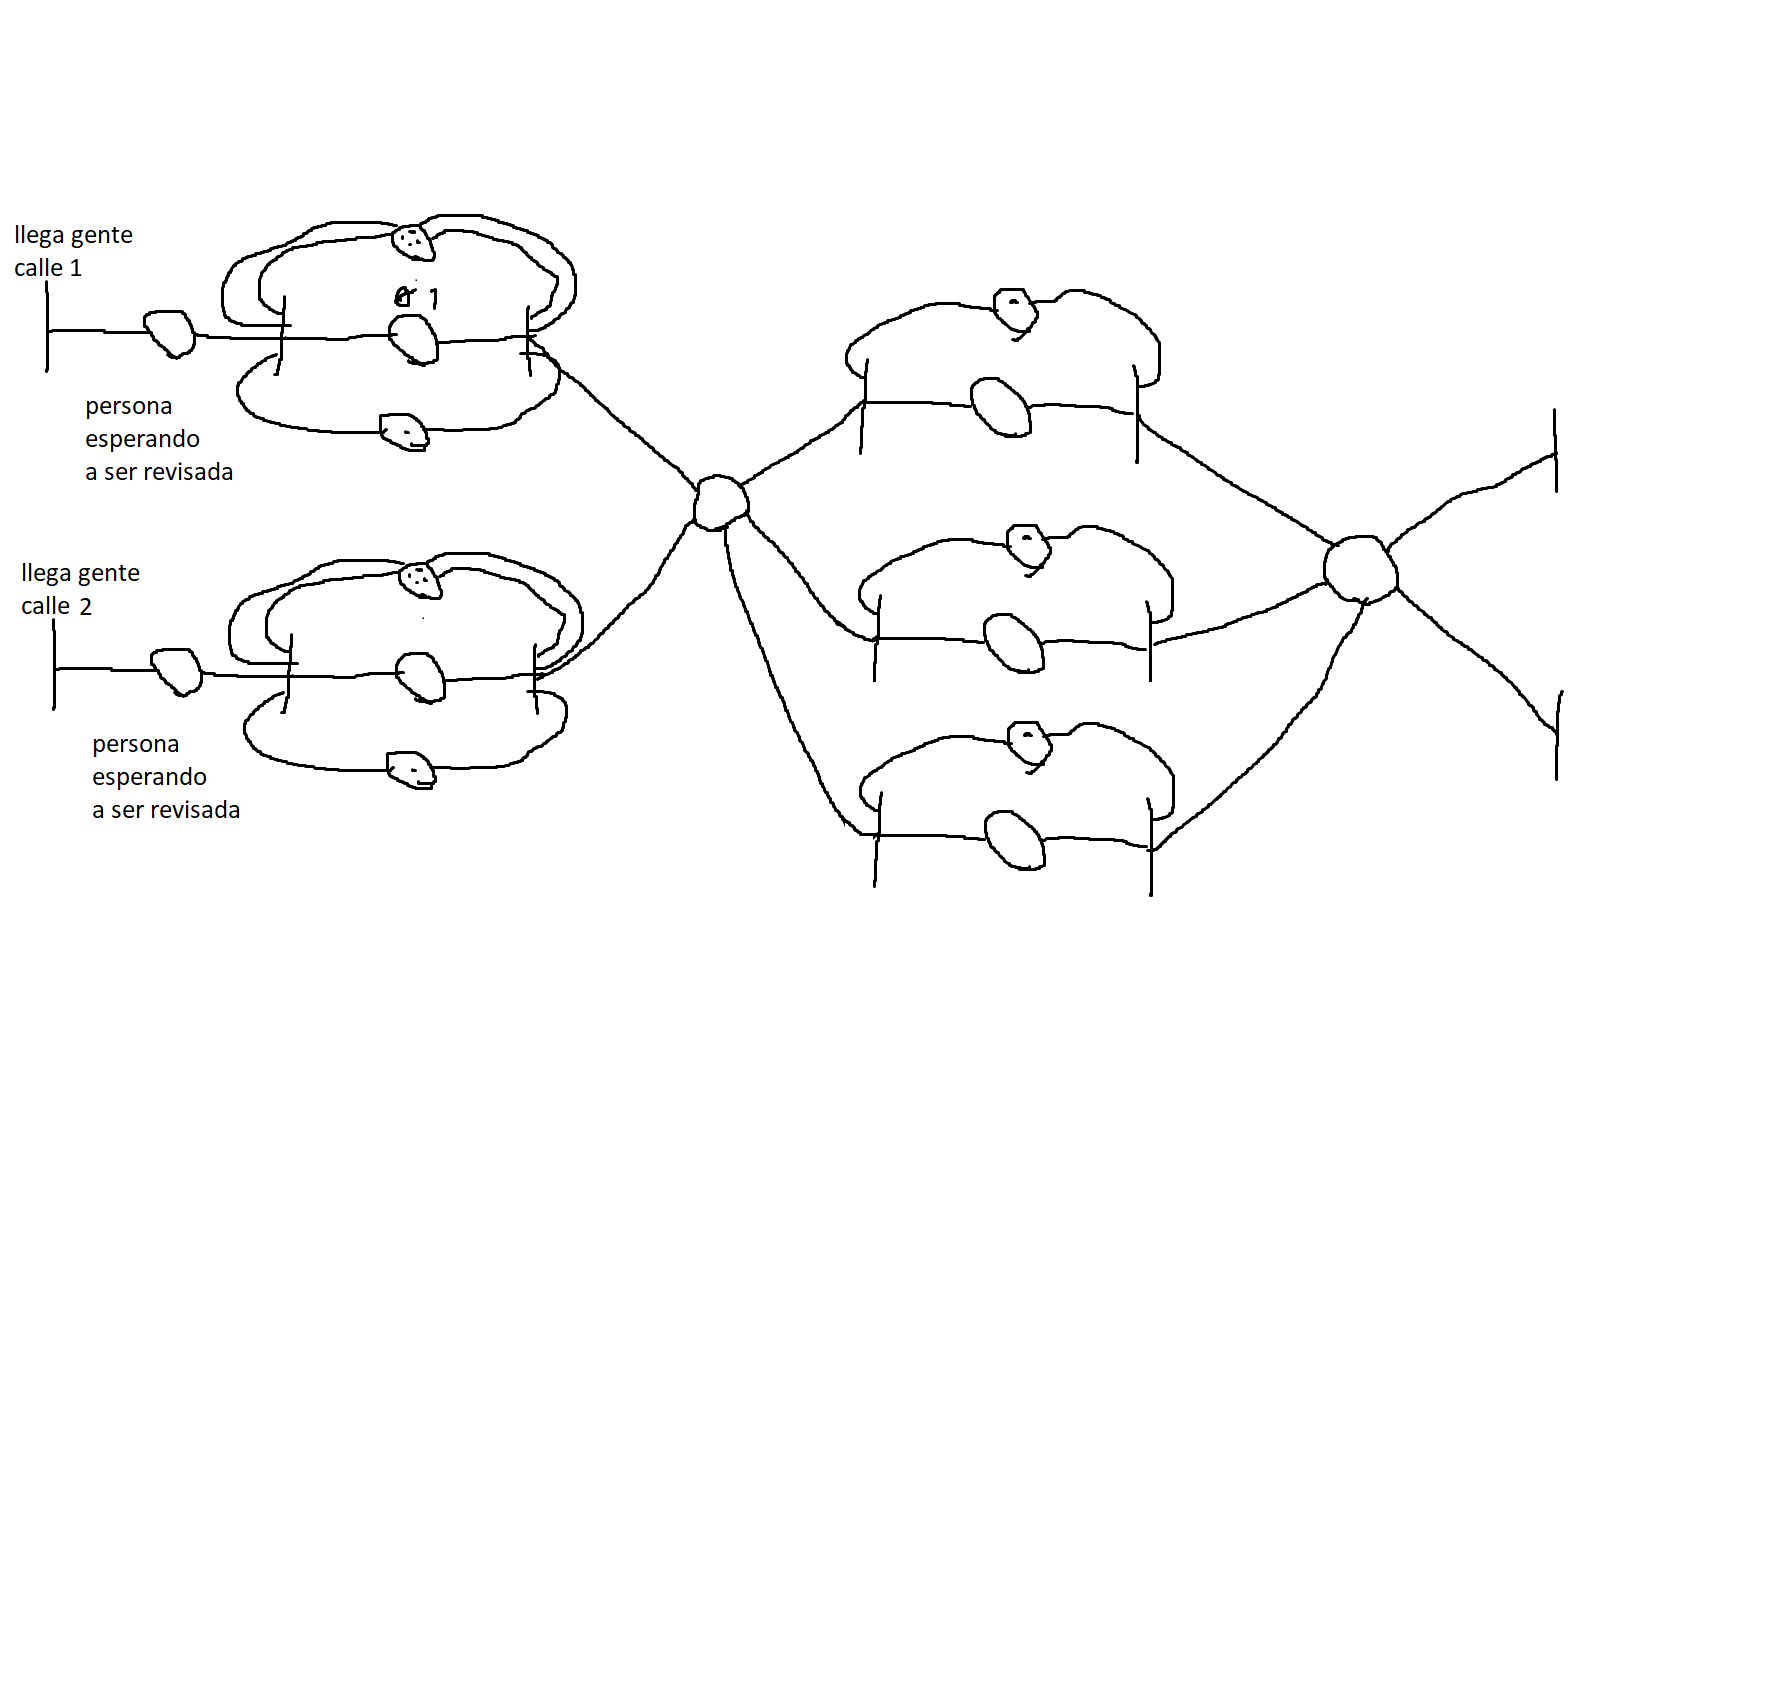 llega gente
calle 1
1
persona
esperando
a ser revisada
llega gente
calle 2
persona
esperando
a ser revisada